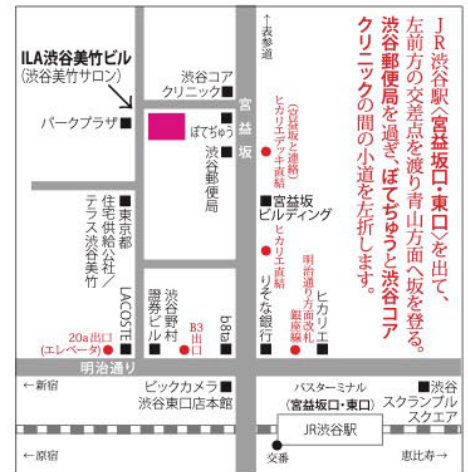 JR渋谷駅〈宮益坂口・東口〉を出て、
左前方の交差点を渡り青山方面へ坂を登る。
渋谷郵便局を過ぎ、ぼてぢゅうと渋谷コア
クリニックの間の小道を左折します。
↑表参道
ILA渋谷美竹ビル
(渋谷美竹サロン)
渋谷コア
クリニック■
パークプラザ■
ぼてぢゅう
渋谷郵便局
宮益坂
(宮益坂と連絡)
ヒカリエデッキ直結
■宮益坂
ビルディング
ヒカリエ直結
■東京都
住宅供給公社/
テラス渋谷美竹
LACOSTE
20a出口
(エレベータ)
渋谷野村
證券ビル
B3
出口
b8ta
りそな銀行
明治通り方面改札
銀座線
ヒカリエ
明治通り
←新宿
ビックカメラ
渋谷東口店本館
バスターミナル
(宮益坂口・東口)
■渋谷
スクランブル
スクエア
JR渋谷駅
←原宿
交番
恵比寿→